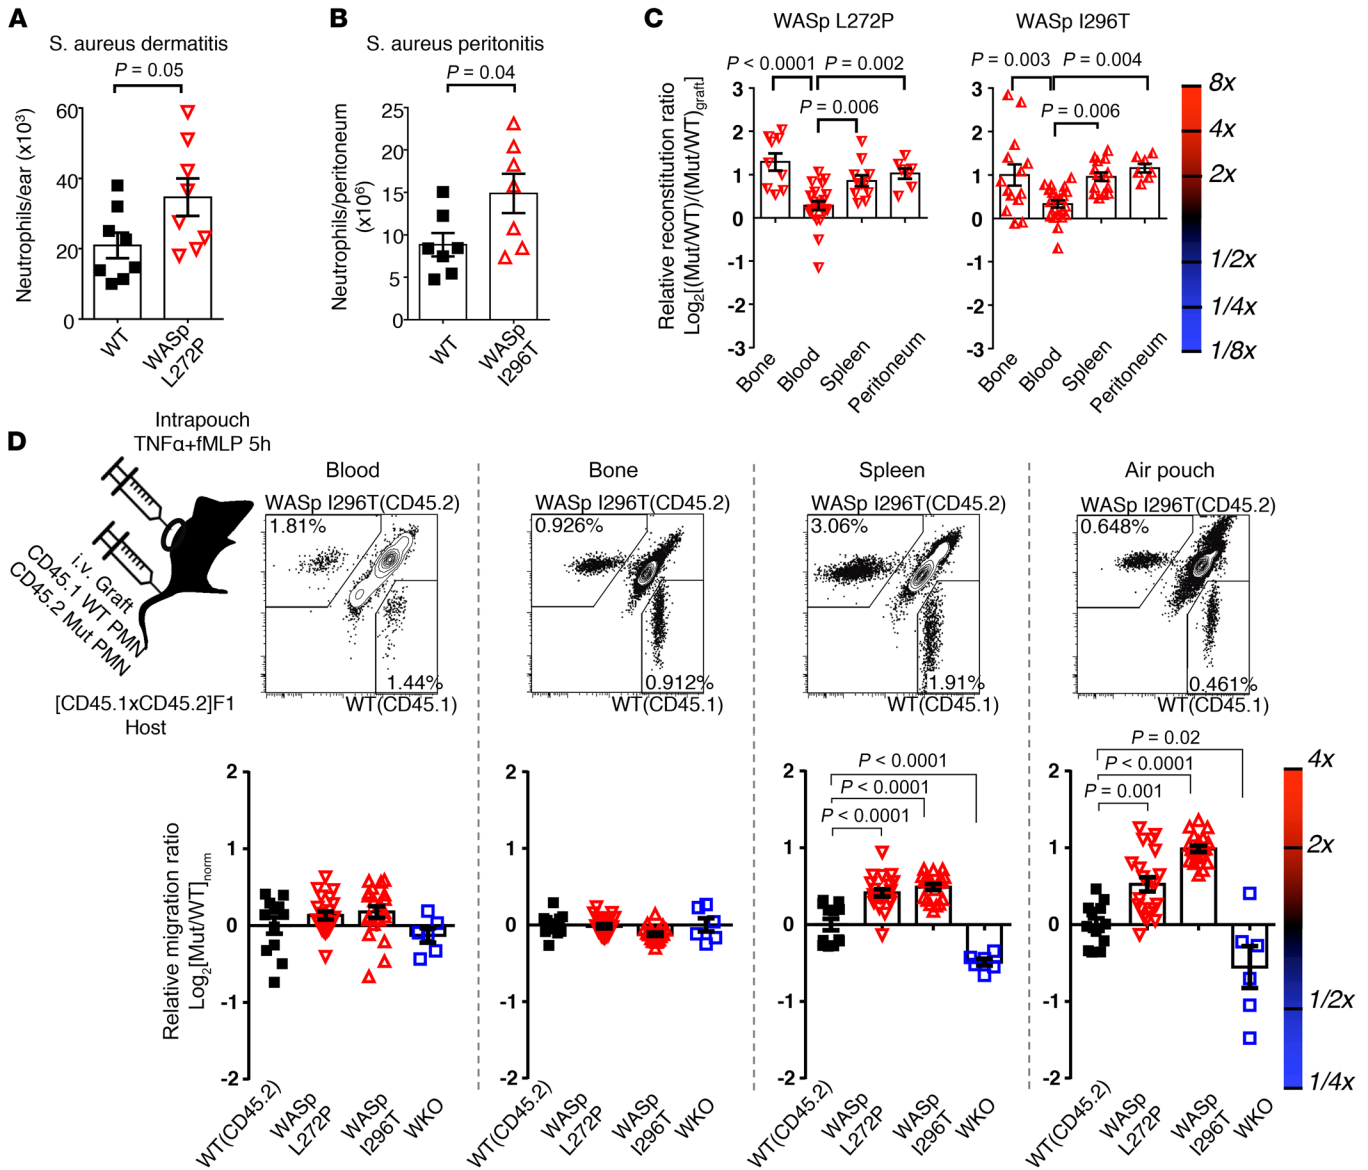 A
S. aureus dermatitis
P = 0.05
Neutrophils/ear (x10³)
60
40
20
0
WT
WASp
L272P
B
S. aureus peritonitis
P = 0.04
Neutrophils/peritoneum
(x10⁶)
25
20
15
10
5
0
WT
WASp
I296T
C
WASp L272P
P < 0.0001
P = 0.002
P = 0.006
Relative reconstitution ratio
Log₂[(Mut/WT)/(Mut/WT)graft]
3
2
1
0
-1
-2
-3
Bone
Blood
Spleen
Peritoneum
WASp I296T
P = 0.003
P = 0.004
P = 0.006
3
2
1
0
-1
-2
-3
Bone
Blood
Spleen
Peritoneum
8x
4x
2x
1/2x
1/4x
1/8x
D
Intrapouch
TNFα+fMLP 5h
i.v. Graft
CD45.1 WT PMN
CD45.2 Mut PMN
[CD45.1xCD45.2]F1
Host
Blood
WASp I296T(CD45.2)
1.81%
1.44%
WT(CD45.1)
Bone
WASp I296T(CD45.2)
0.926%
0.912%
WT(CD45.1)
Spleen
WASp I296T(CD45.2)
3.06%
1.91%
WT(CD45.1)
Air pouch
WASp I296T(CD45.2)
0.648%
0.461%
WT(CD45.1)
Relative migration ratio
Log₂[Mut/WT]norm
2
1
0
-1
-2
WT(CD45.2)
WASp
L272P
WASp
I296T
WKO
2
1
0
-1
-2
WT(CD45.2)
WASp
L272P
WASp
I296T
WKO
P < 0.0001
P < 0.0001
P < 0.0001
2
1
0
-1
-2
WT(CD45.2)
WASp
L272P
WASp
I296T
WKO
P = 0.02
P < 0.0001
P = 0.001
2
1
0
-1
-2
WT(CD45.2)
WASp
L272P
WASp
I296T
WKO
4x
2x
1/2x
1/4x